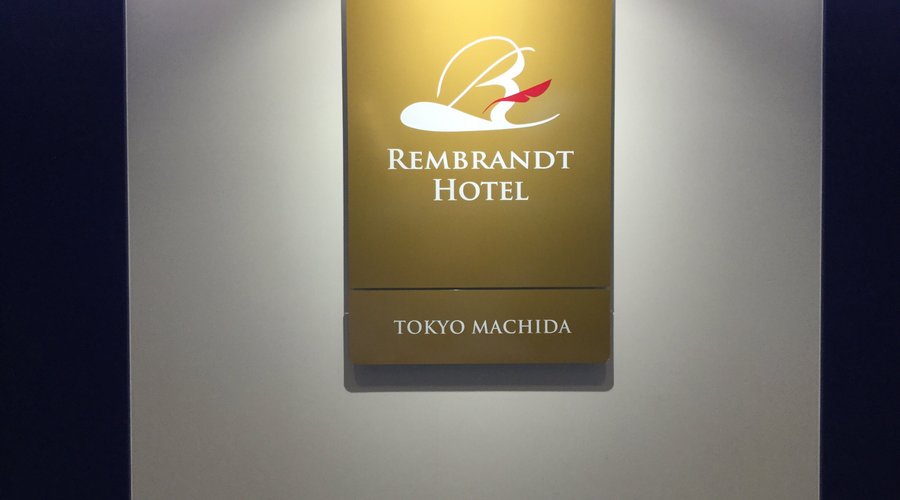 REMBRANDT
HOTEL
TOKYO MACHIDA